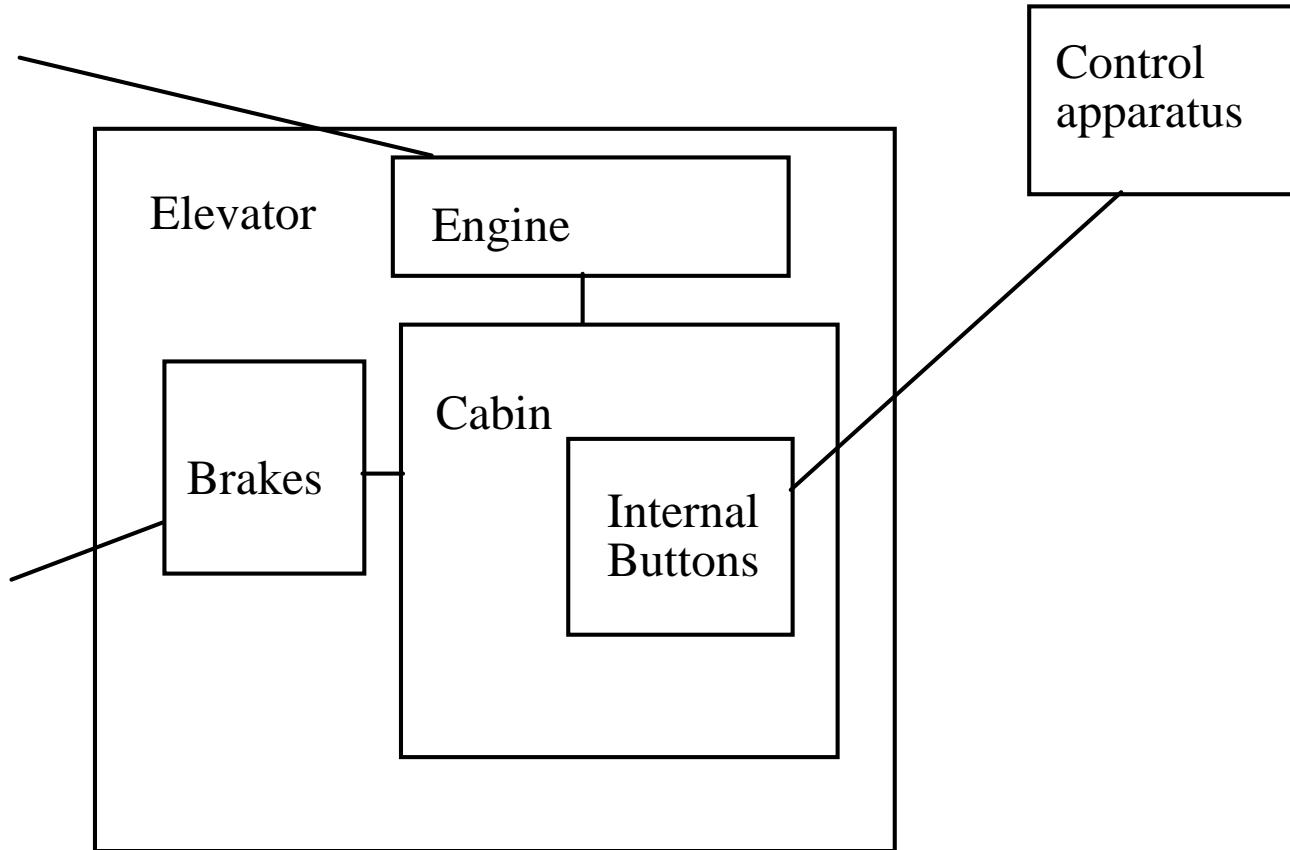 Control
apparatus
Elevator
Engine
Cabin
Brakes
Internal
Buttons